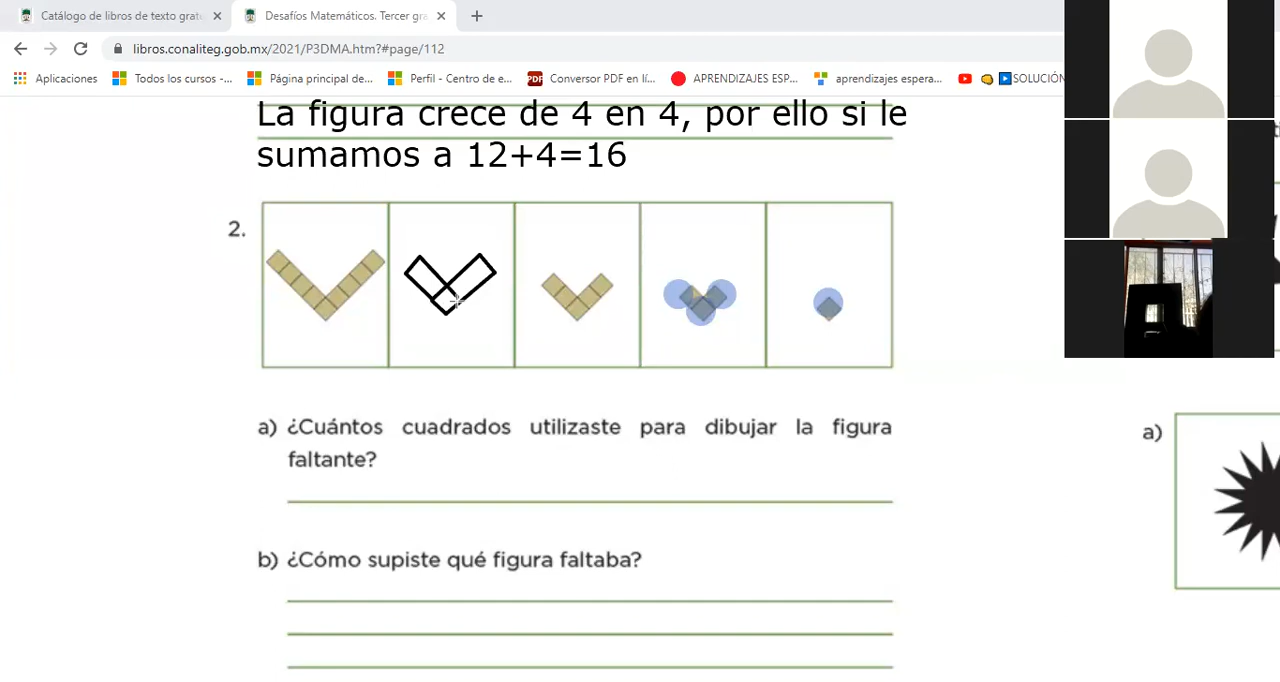 Catálogo de libros de texto grat
Desafíos Matemáticos. Tercer gra
libros.conaliteg.gob.mx/2021/P3DMA.htm?#page/112
Aplicaciones
Todos los cursos -...
Página principal de...
Perfil - Centro de e...
PDF
Conversor PDF en lí...
APRENDIZAJES ESP...
aprendizajes espera...
SOLUCIÓN
La figura crece de 4 en 4, por ello si le
sumamos a 12+4=16
2.
a) ¿Cuántos cuadrados utilizaste para dibujar la figura
faltante?
b) ¿Cómo supiste qué figura faltaba?
a)